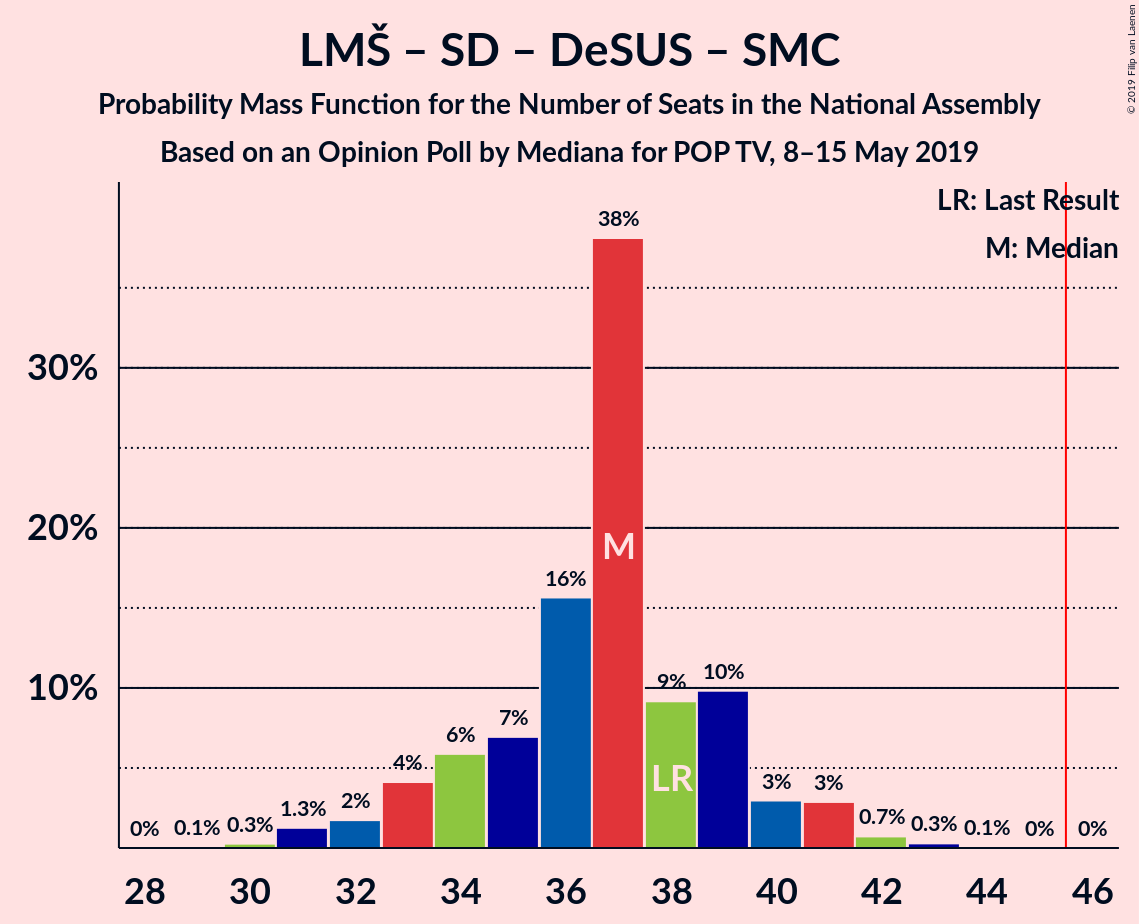 LMŠ – SD – DeSUS – SMC
Probability Mass Function for the Number of Seats in the National Assembly
Based on an Opinion Poll by Mediana for POP TV, 8–15 May 2019
© 2019 Filip van Laenen
LR: Last Result
M: Median
38%
30%
20%
10%
M
LR
0% 0.1% 0.3% 1.3% 2% 4% 6% 7% 16% 9% 10% 3% 3% 0.7% 0.3% 0.1% 0% 0%
28 30 32 34 36 38 40 42 44 46